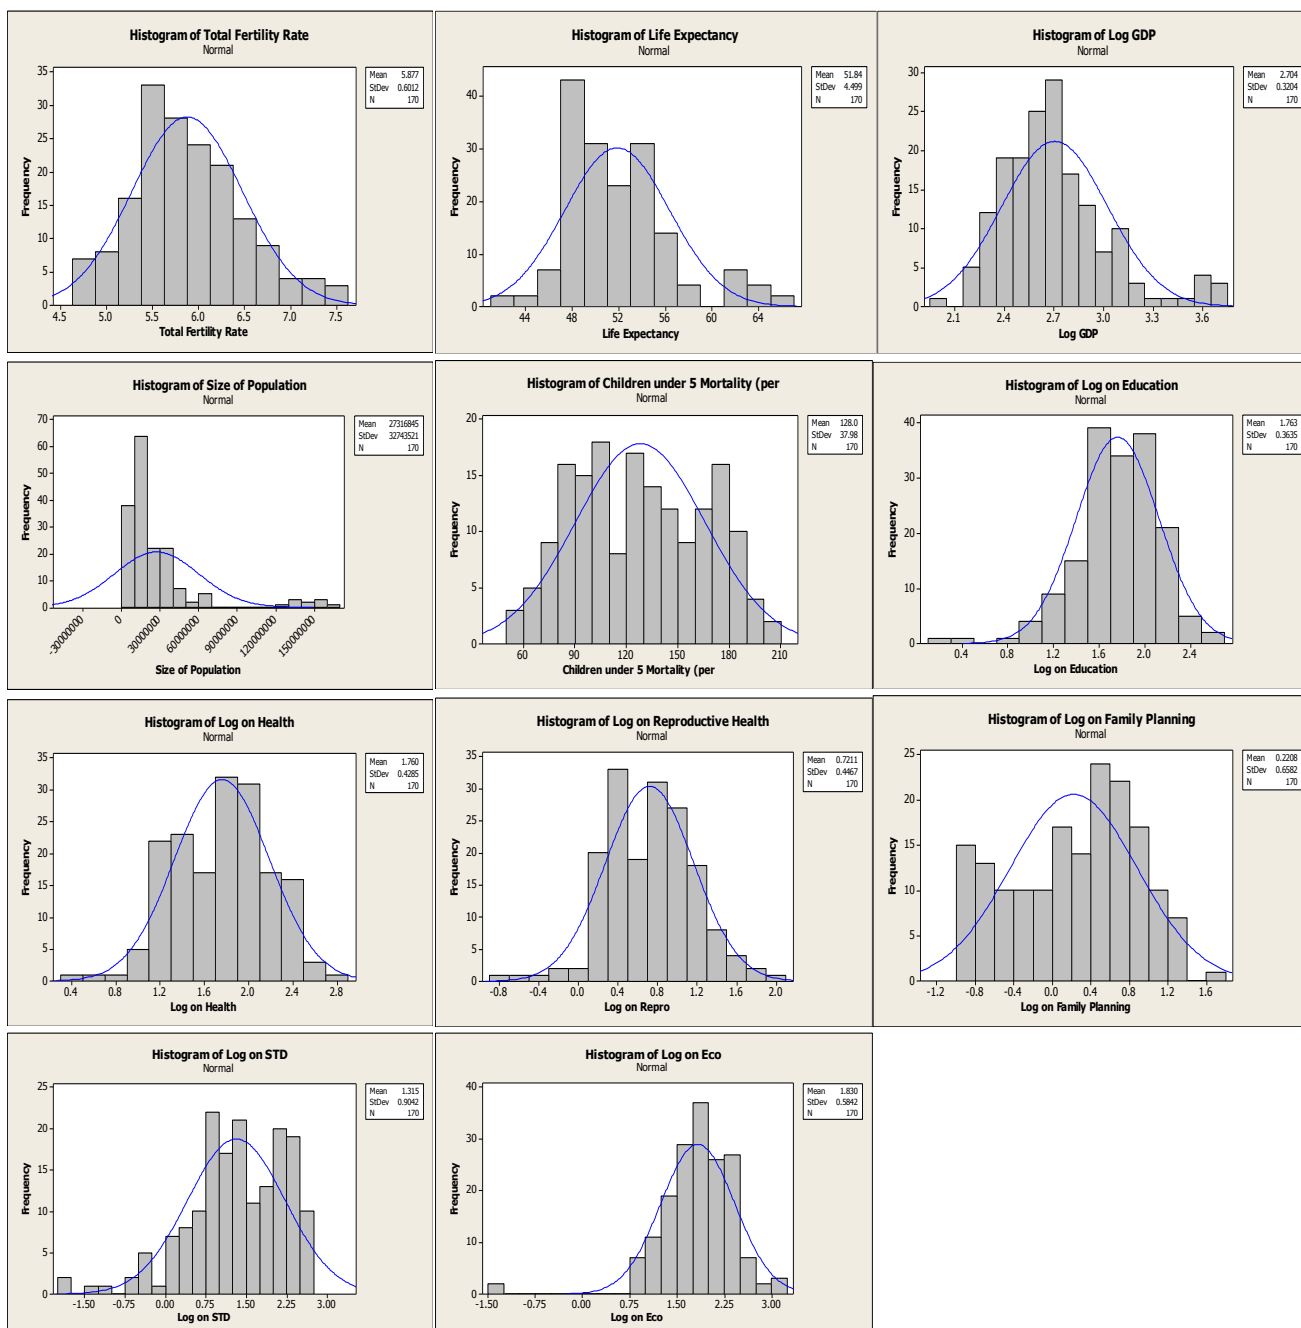 Histogram of Total Fertility Rate
Normal
Mean 5.877
StDev 0.6012
N 170
35
30
25
20
15
10
5
0
Frequency
4.5 5.0 5.5 6.0 6.5 7.0 7.5
Total Fertility Rate
Histogram of Life Expectancy
Normal
Mean 51.84
StDev 4.499
N 170
40
30
20
10
0
Frequency
44 48 52 56 60 64
Life Expectancy
Histogram of Log GDP
Normal
Mean 2.704
StDev 0.3204
N 170
30
25
20
15
10
5
0
Frequency
2.1 2.4 2.7 3.0 3.3 3.6
Log GDP
Histogram of Size of Population
Normal
Mean 27316845
StDev 32743521
N 170
70
60
50
40
30
20
10
0
Frequency
-30000000 0 30000000 60000000 90000000 120000000 150000000
Size of Population
Histogram of Children under 5 Mortality (per
Normal
Mean 128.0
StDev 37.98
N 170
20
15
10
5
0
Frequency
60 90 120 150 180 210
Children under 5 Mortality (per
Histogram of Log on Education
Normal
Mean 1.763
StDev 0.3635
N 170
40
30
20
10
0
Frequency
0.4 0.8 1.2 1.6 2.0 2.4
Log on Education
Histogram of Log on Health
Normal
Mean 1.760
StDev 0.4285
N 170
35
30
25
20
15
10
5
0
Frequency
0.4 0.8 1.2 1.6 2.0 2.4 2.8
Log on Health
Histogram of Log on Reproductive Health
Normal
Mean 0.7211
StDev 0.4467
N 170
35
30
25
20
15
10
5
0
Frequency
-0.8 -0.4 0.0 0.4 0.8 1.2 1.6 2.0
Log on Repro
Histogram of Log on Family Planning
Normal
Mean 0.2208
StDev 0.6582
N 170
25
20
15
10
5
0
Frequency
-1.2 -0.8 -0.4 0.0 0.4 0.8 1.2 1.6
Log on Family Planning
Histogram of Log on STD
Normal
Mean 1.315
StDev 0.9042
N 170
25
20
15
10
5
0
Frequency
-1.50 -0.75 0.00 0.75 1.50 2.25 3.00
Log on STD
Histogram of Log on Eco
Normal
Mean 1.830
StDev 0.5842
N 170
40
30
20
10
0
Frequency
-1.50 -0.75 0.00 0.75 1.50 2.25 3.00
Log on Eco